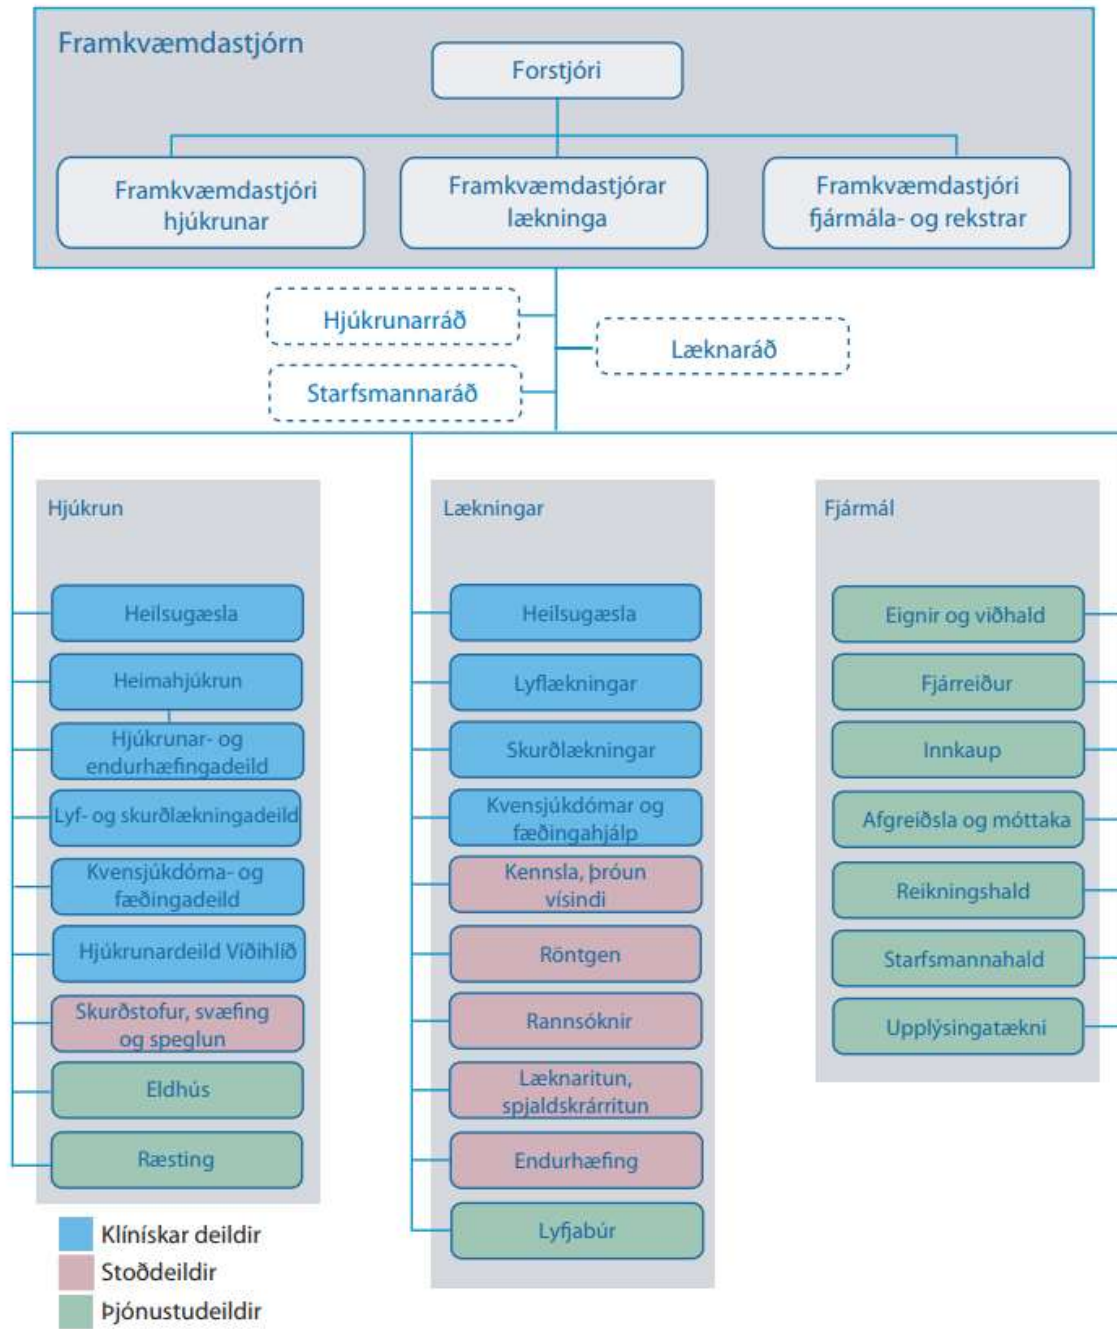 Framkvæmdastjórn
Forstjóri
Framkvæmdastjóri
hjúkrunar
Framkvæmdastjórar
lækninga
Framkvæmdastjóri
fjármála- og rekstrar
Hjúkrunarráð
Læknaráð
Starfsmannaráð
Hjúkrun
Heilsugæsla
Heimahjúkrun
Hjúkrunar- og
endurhæfingadeild
Lyf- og skurðlækningadeild
Kvensjúkdóma- og
fæðingadeild
Hjúkrunardeild Víðihlíð
Skurðstofur, svæfing
og speglun
Eldhús
Ræsting
Lækningar
Heilsugæsla
Lyflækningar
Skurðlækningar
Kvensjúkdómar og
fæðingahjálp
Kennsla, þróun
vísindi
Röntgen
Rannsóknir
Læknaritun,
spjaldskrárritun
Endurhæfing
Lyfjabúr
Fjármál
Eignir og viðhald
Fjárreiður
Innkaup
Afgreiðsla og móttaka
Reikningshald
Starfsmannahald
Upplýsingatækni
Klínískar deildir
Stoðdeildir
Þjónustudeildir